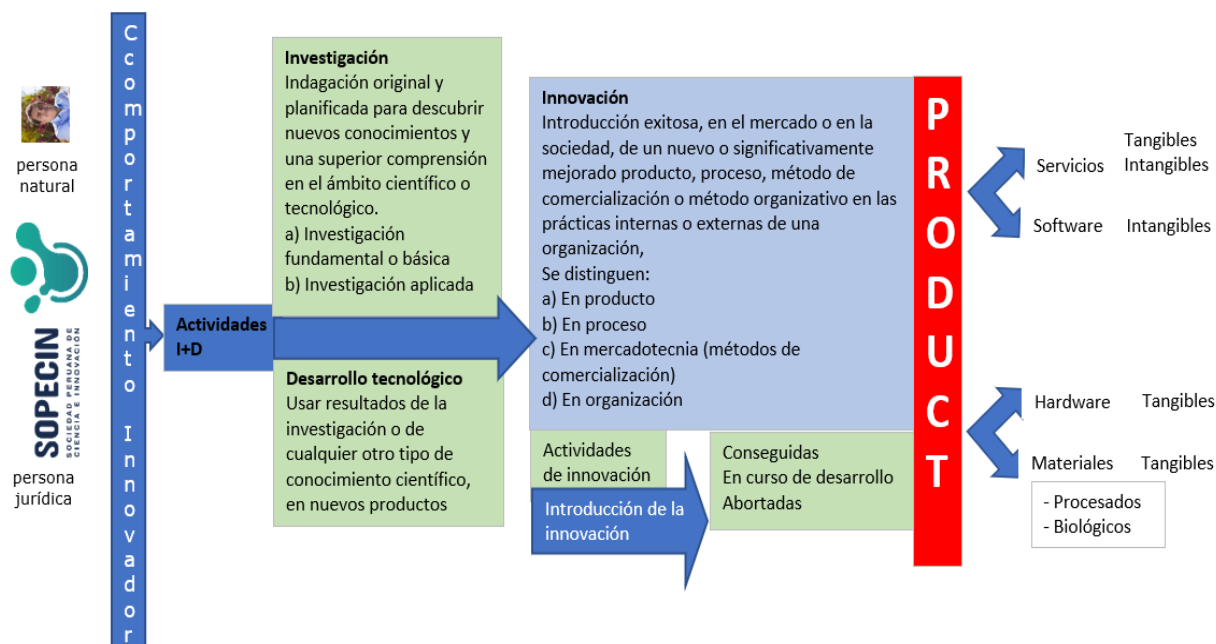 persona
natural
SOPECIN
SOCIEDAD PERUANA DE
CIENCIA E INNOVACIÓN
persona
jurídica
Ccomportamiento Innovador
Actividades
I+D
Investigación
Indagación original y
planificada para descubrir
nuevos conocimientos y
una superior comprensión
en el ámbito científico o
tecnológico.
a) Investigación
fundamental o básica
b) Investigación aplicada
Desarrollo tecnológico
Usar resultados de la
investigación o de
cualquier otro tipo de
conocimiento científico,
en nuevos productos
Innovación
Introducción exitosa, en el mercado o en la
sociedad, de un nuevo o significativamente
mejorado producto, proceso, método de
comercialización o método organizativo en las
prácticas internas o externas de una
organización,
Se distinguen:
a) En producto
b) En proceso
c) En mercadotecnia (métodos de
comercialización)
d) En organización
Actividades
de innovación
Introducción de la
innovación
Conseguidas
En curso de desarrollo
Abortadas
PRODUCT
Servicios
Tangibles
Intangibles
Software Intangibles
Hardware Tangibles
Materiales Tangibles
- Procesados
- Biológicos